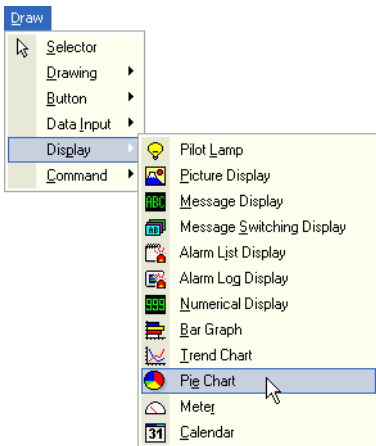 Draw
Selector
Drawing
Button
Data Input
Display
Command
Pilot Lamp
Picture Display
ABC
Message Display
AB
Message Switching Display
Alarm List Display
Alarm Log Display
999
Numerical Display
Bar Graph
Trend Chart
Pie Chart
Meter
31
Calendar